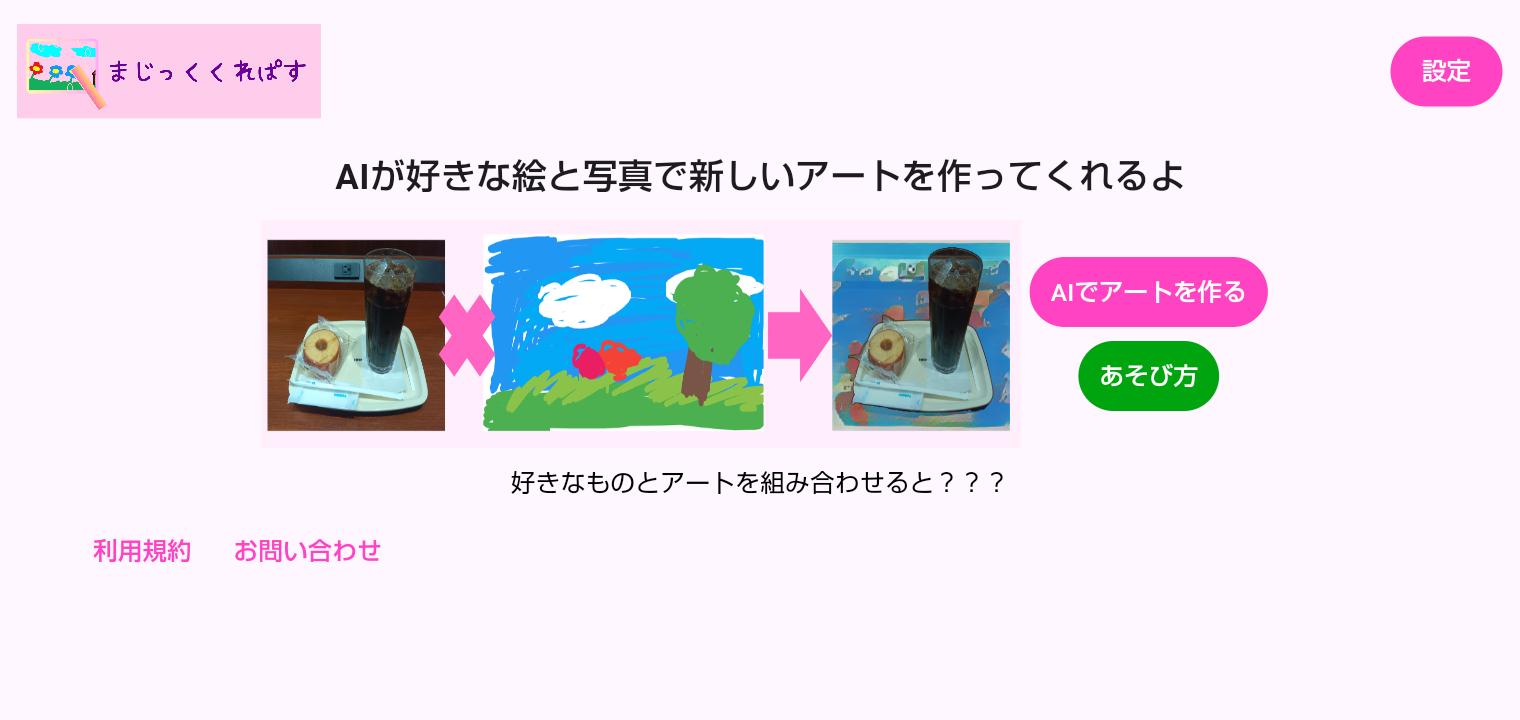 まじっくくれぱす
設定
AIが好きな絵と写真で新しいアートを作ってくれるよ
AIでアートを作る
あそび方
好きなものとアートを組み合わせると？？？
利用規約
お問い合わせ